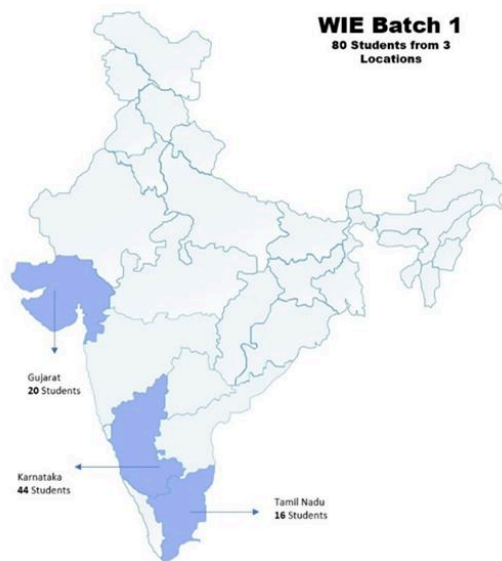 WIE Batch 1
80 Students from 3
Locations
Gujarat
20 Students
Karnataka
44 Students
Tamil Nadu
16 Students